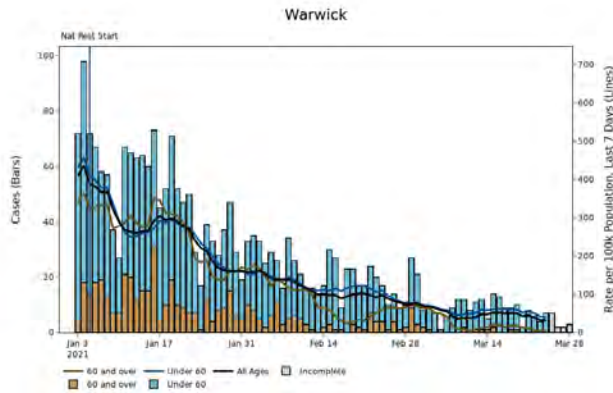 Warwick
Nat Rest Start
Cases (Bars)
100
80
60
40
20
0
Rate per 100k Population, Last 7 Days (Lines)
700
600
500
400
300
200
100
0
Jan 3
2021
Jan 17
Jan 31
Feb 14
Feb 28
Mar 14
Mar 28
60 and over
Under 60
All Ages
Incomplete
60 and over
Under 60